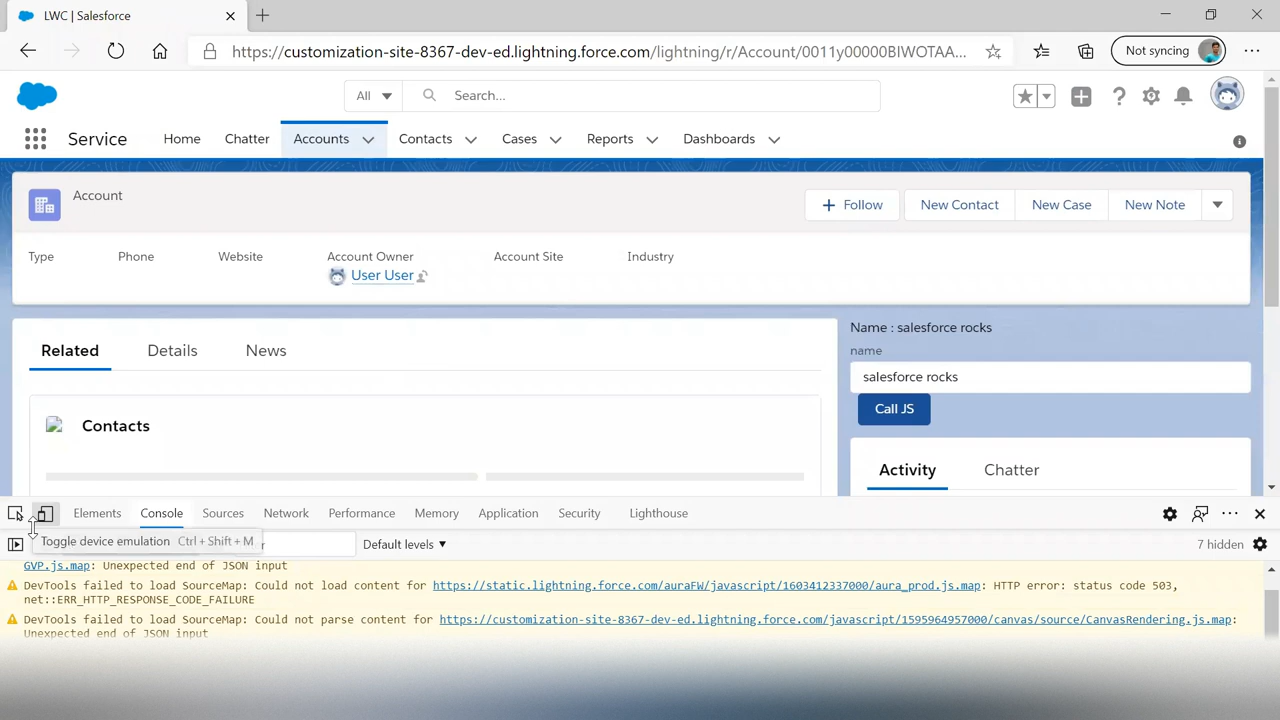 LWC | Salesforce
https://customization-site-8367-dev-ed.lightning.force.com/lightning/r/Account/0011y00000BIWOTAA...
Not syncing
All
Search...
Service
Home
Chatter
Accounts
Contacts
Cases
Reports
Dashboards
Account
Follow
New Contact
New Case
New Note
Type
Phone
Website
Account Owner
Account Site
Industry
User User
Related
Details
News
Name : salesforce rocks
name
salesforce rocks
Call JS
Contacts
Activity
Chatter
Elements
Console
Sources
Network
Performance
Memory
Application
Security
Lighthouse
Toggle device emulation Ctrl + Shift + M
Default levels
7 hidden
GVP.js.map: Unexpected end of JSON input
DevTools failed to load SourceMap: Could not load content for https://static.lightning.force.com/auraFW/javascript/1603412337000/aura_prod.js.map: HTTP error: status code 503,
net::ERR_HTTP_RESPONSE_CODE_FAILURE
DevTools failed to load SourceMap: Could not parse content for https://customization-site-8367-dev-ed.lightning.force.com/javascript/1595964957000/canvas/source/CanvasRendering.js.map:
Unexpected end of JSON input